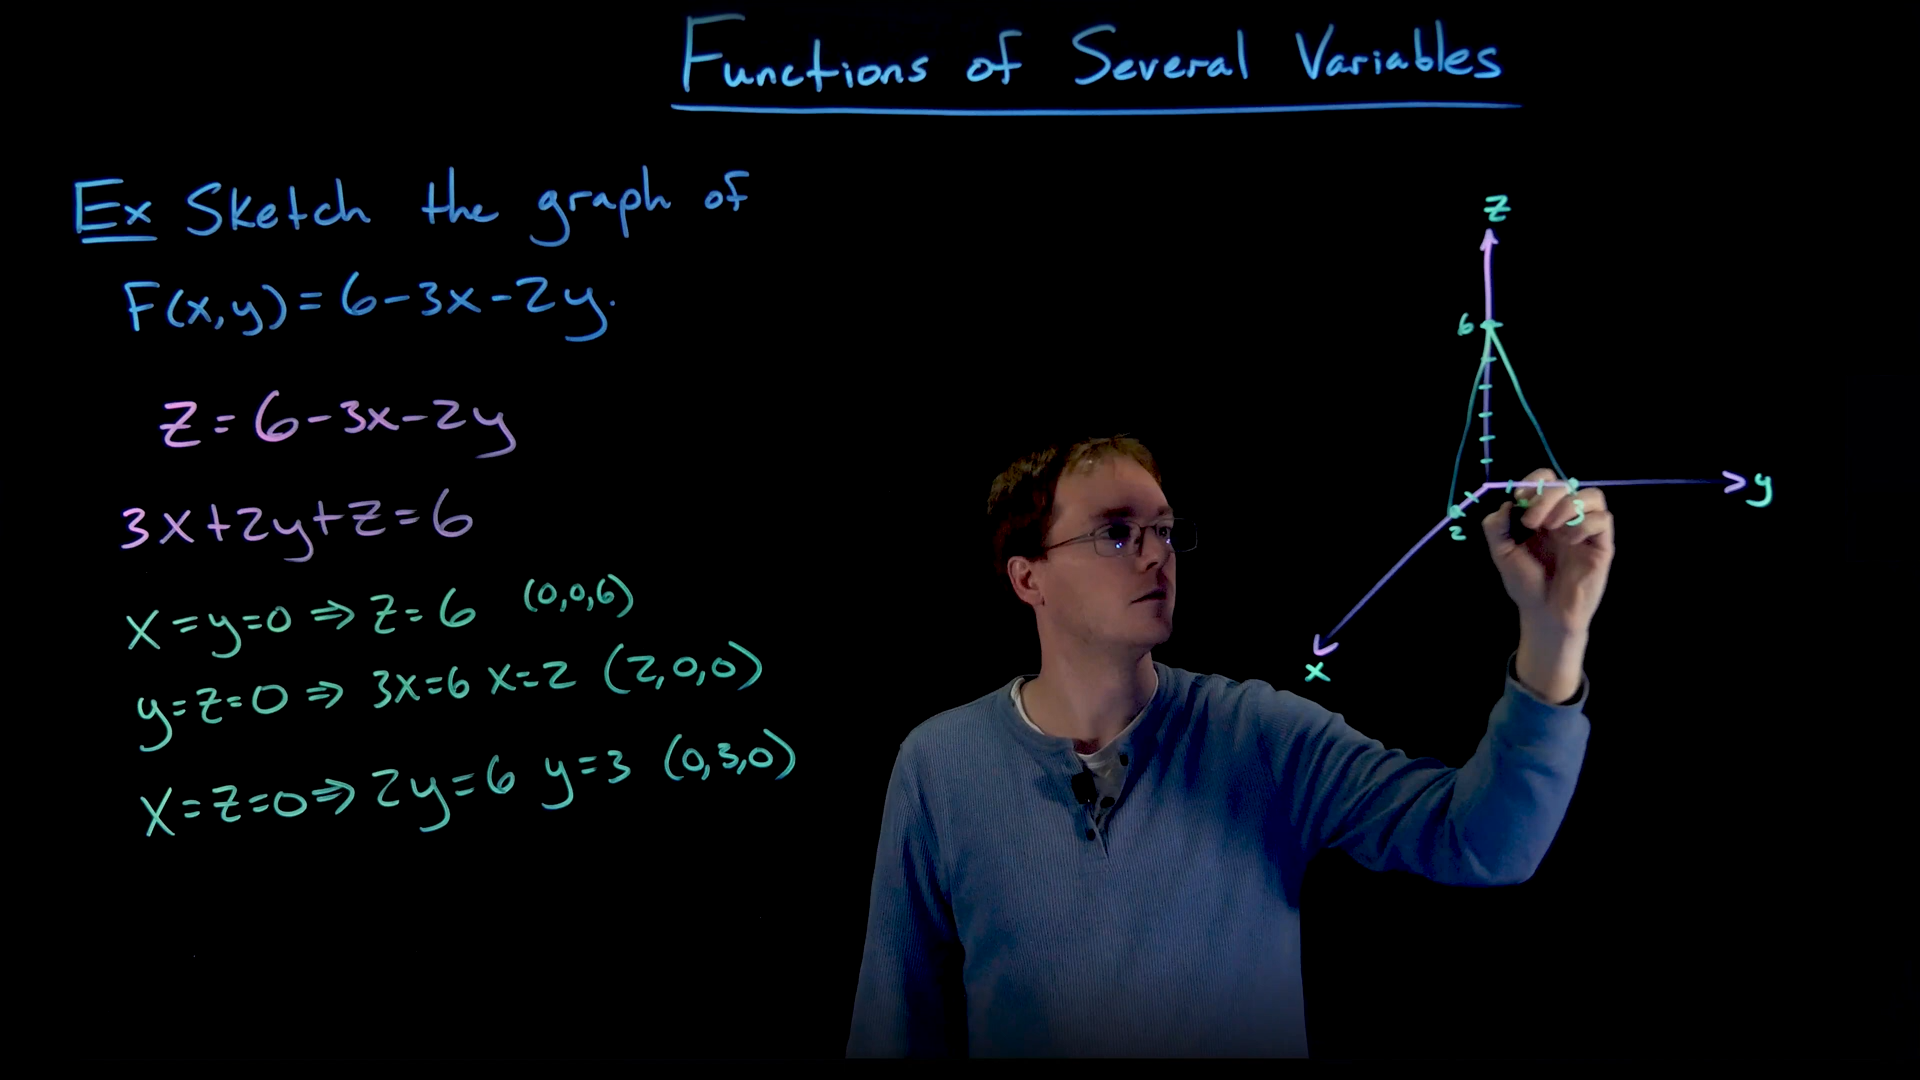 Functions of Several Variables
Ex Sketch the graph of
F(x,y)=6-3x-2y.
z=6-3x-2y
3x+2y+z=6
x=y=0⇒z=6 (0,0,6)
y=z=0⇒3x=6 x=2 (2,0,0)
x=z=0⇒2y=6 y=3 (0,3,0)
z
6
y
3
2
x